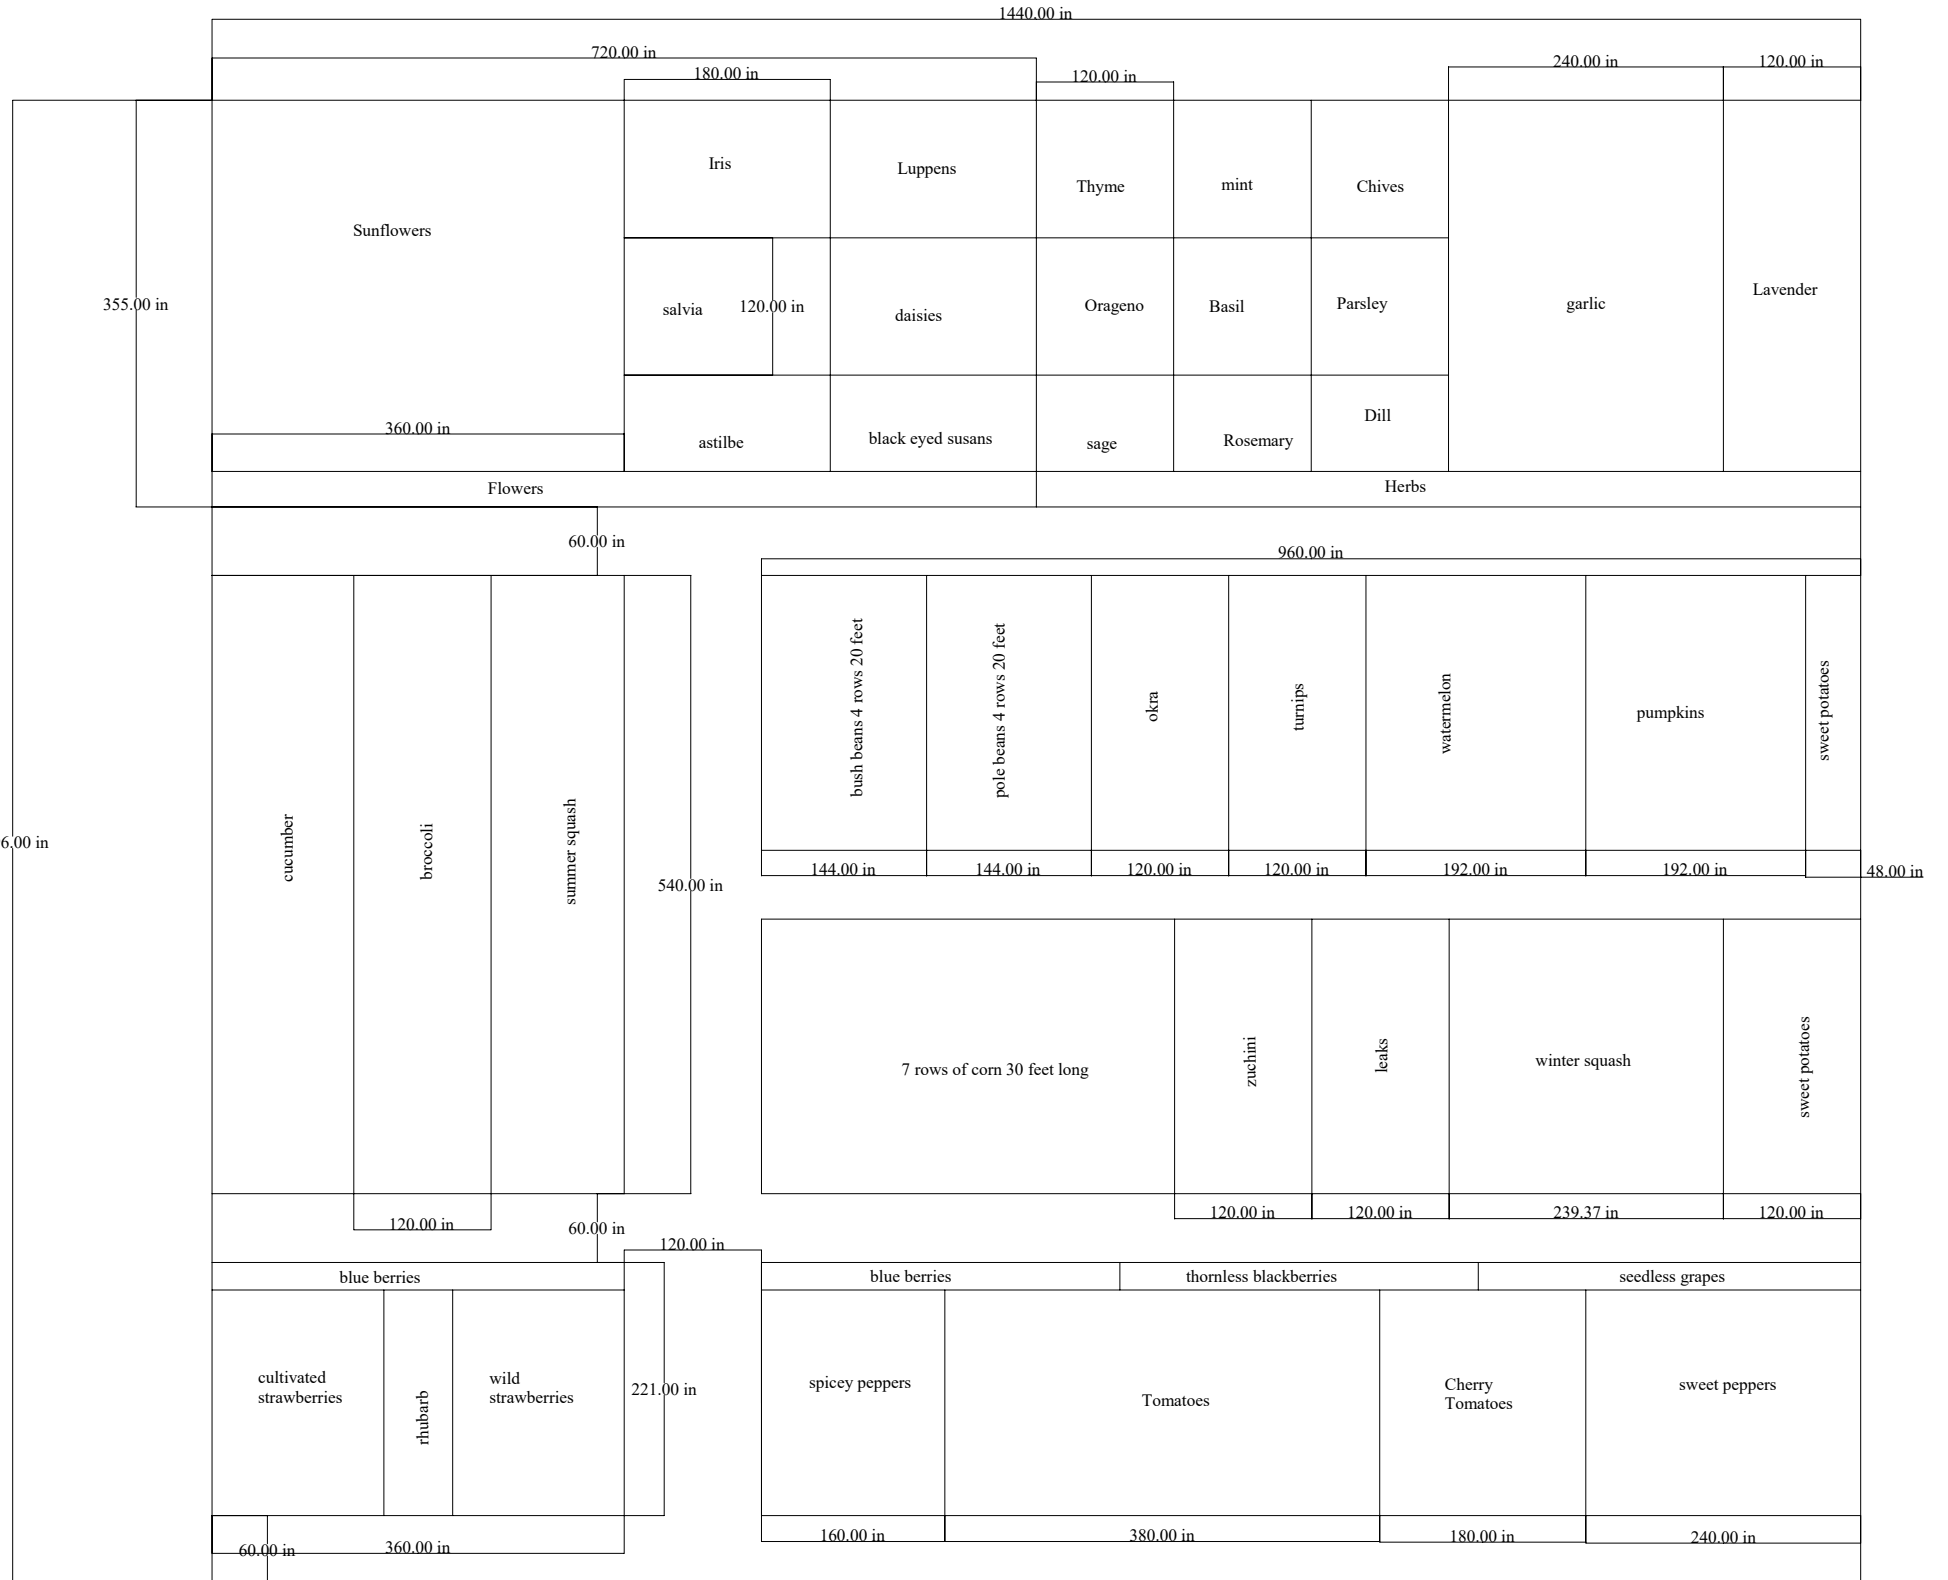 1440.00 in
720.00 in
180.00 in
120.00 in
240.00 in
120.00 in
Iris
Luppens
Thyme
mint
Chives
Sunflowers
355.00 in
salvia
120.00 in
daisies
Orageno
Basil
Parsley
garlic
Lavender
360.00 in
astilbe
black eyed susans
sage
Rosemary
Dill
Flowers
Herbs
60.00 in
960.00 in
bush beans 4 rows 20 feet
pole beans 4 rows 20 feet
okra
turnips
watermelon
pumpkins
sweet potatoes
6.00 in
cucumber
broccoli
summer squash
540.00 in
144.00 in
144.00 in
120.00 in
120.00 in
192.00 in
192.00 in
48.00 in
7 rows of corn 30 feet long
zuchini
leaks
winter squash
sweet potatoes
120.00 in
60.00 in
120.00 in
120.00 in
120.00 in
239.37 in
120.00 in
blue berries
blue berries
thornless blackberries
seedless grapes
cultivated
strawberries
rhubarb
wild
strawberries
221.00 in
spicey peppers
Tomatoes
Cherry
Tomatoes
sweet peppers
60.00 in
360.00 in
160.00 in
380.00 in
180.00 in
240.00 in